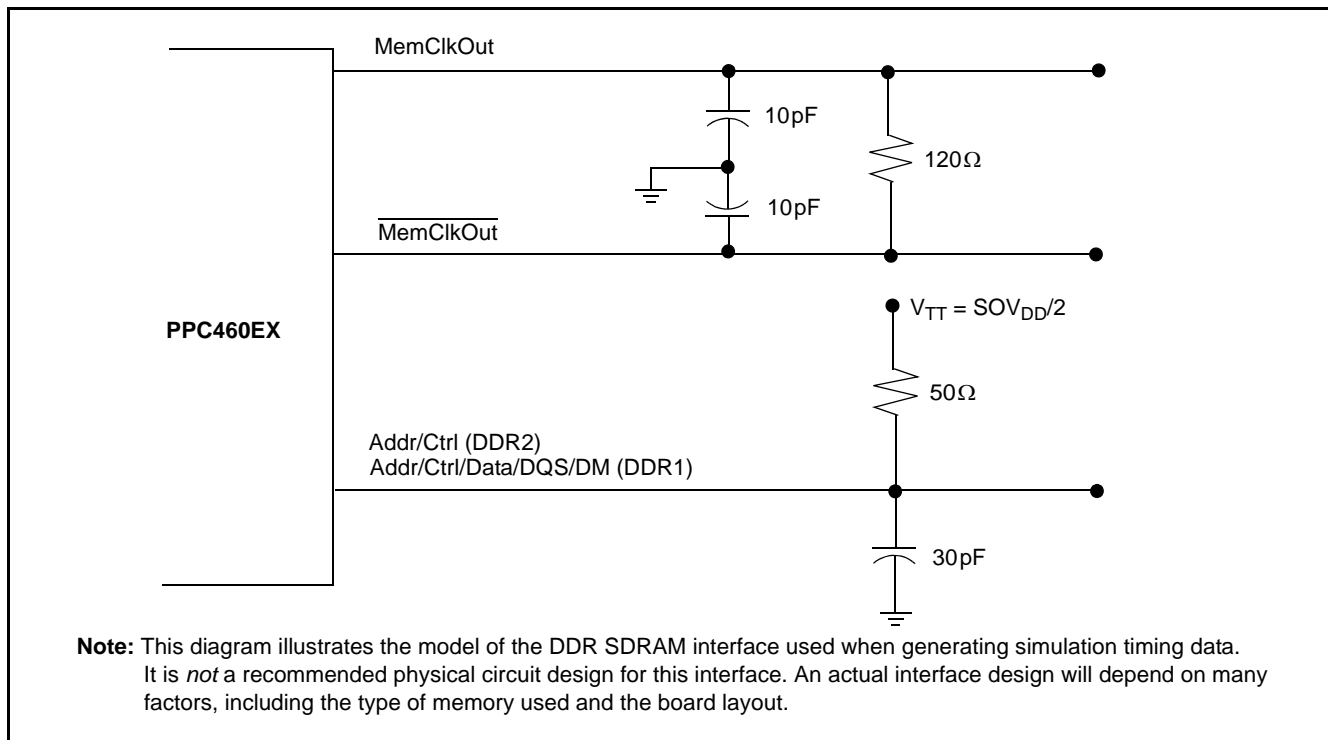 MemClkOut
10pF
120Ω
10pF
MemClkOut
V_TT = SOV_DD/2
PPC460EX
50Ω
Addr/Ctrl (DDR2)
Addr/Ctrl/Data/DQS/DM (DDR1)
30pF
Note: This diagram illustrates the model of the DDR SDRAM interface used when generating simulation timing data.
It is not a recommended physical circuit design for this interface. An actual interface design will depend on many
factors, including the type of memory used and the board layout.